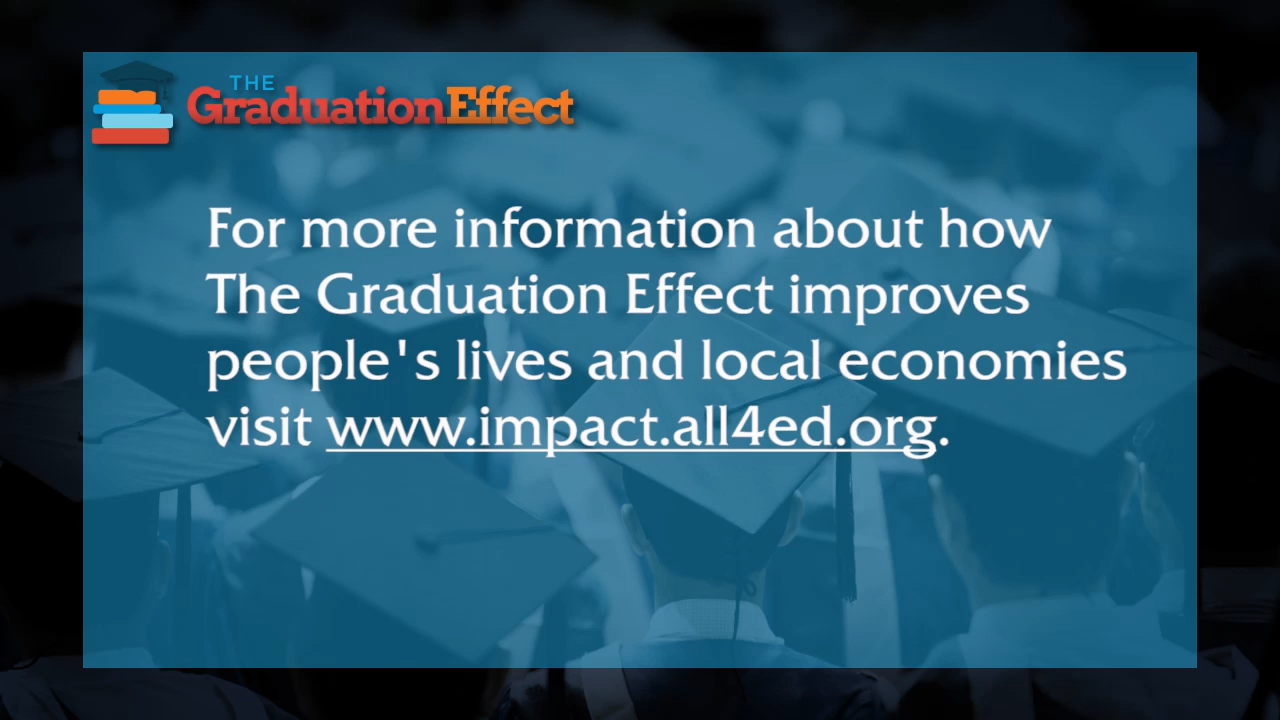 THE
GraduationEffect
For more information about how
The Graduation Effect improves
people's lives and local economies
visit www.impact.all4ed.org.